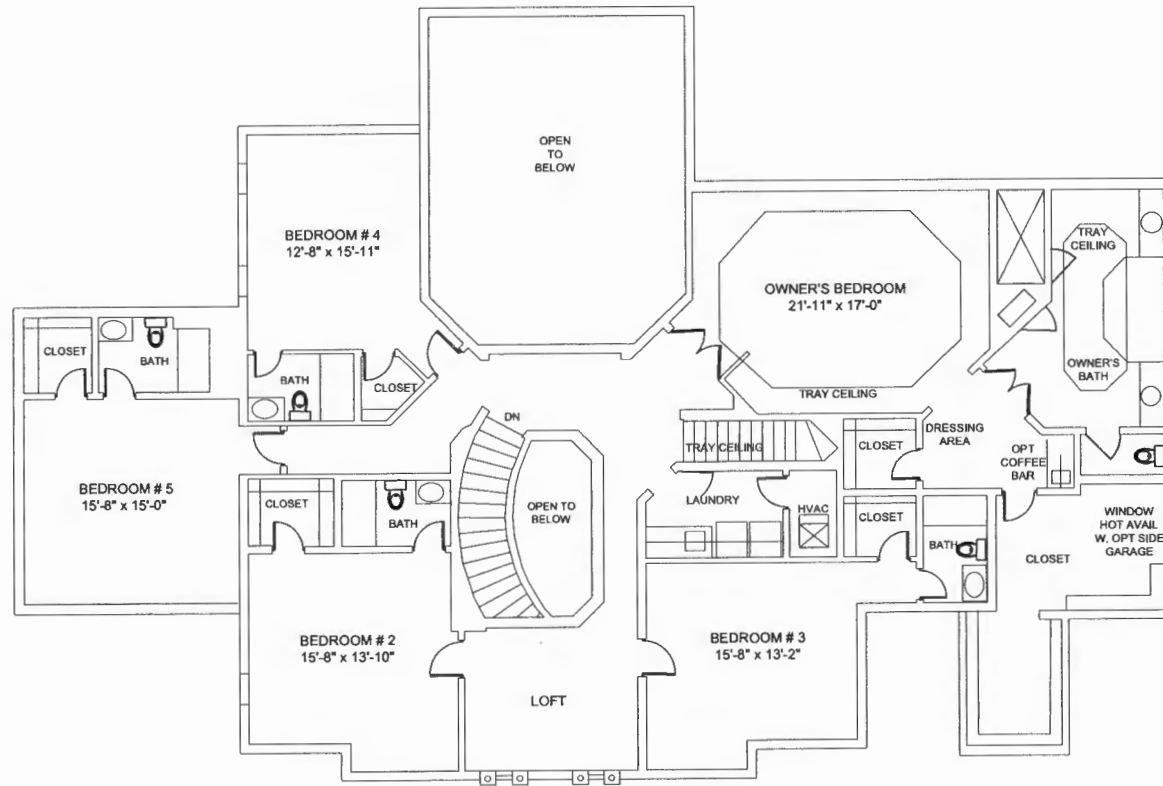 OPEN
TO
BELOW
BEDROOM # 4
12'-8" x 15'-11"
TRAY
CEILING
OWNER'S BEDROOM
21'-11" x 17'-0"
CLOSET
BATH
OWNER'S
BATH
BATH
CLOSET
TRAY CEILING
DN
TRAY CEILING
CLOSET
DRESSING
AREA
OPT
COFFEE
BAR
BEDROOM # 5
15'-8" x 15'-0"
CLOSET
BATH
OPEN TO
BELOW
LAUNDRY
HVAC
CLOSET
BATH
CLOSET
WINDOW
HOT AVAIL
W. OPT SIDE
GARAGE
BEDROOM # 2
15'-8" x 13'-10"
BEDROOM # 3
15'-8" x 13'-2"
LOFT